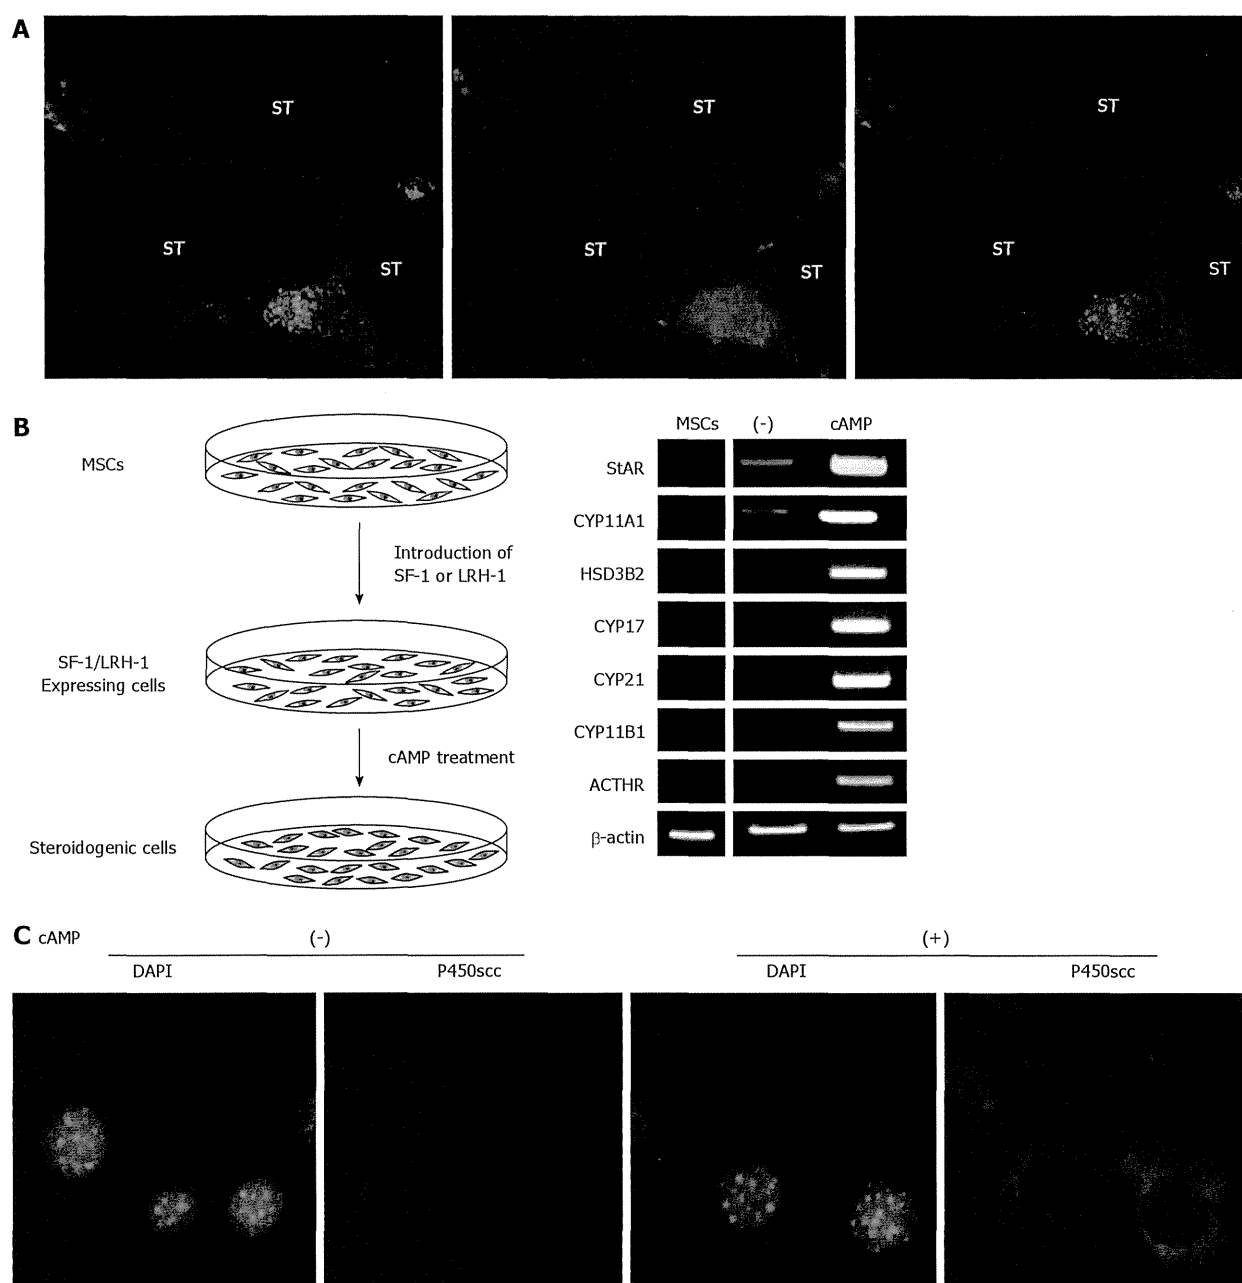 A
ST
ST
ST
ST
ST
ST
ST
ST
ST
B
MSCs
Introduction of
SF-1 or LRH-1
SF-1/LRH-1
Expressing cells
cAMP treatment
Steroidogenic cells
MSCs (-) cAMP
StAR
CYP11A1
HSD3B2
CYP17
CYP21
CYP11B1
ACTHR
β-actin
C cAMP (-) (+)
DAPI P450scc DAPI P450scc